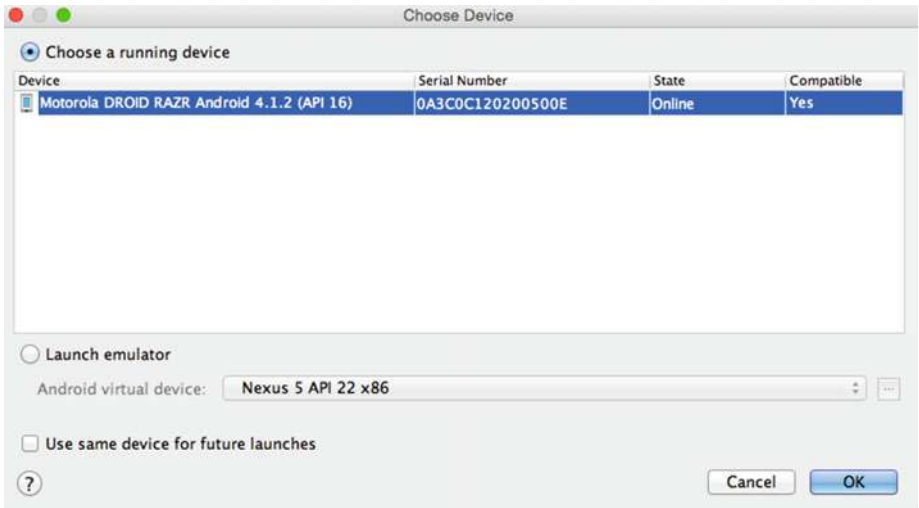 Choose Device
Choose a running device
Device Serial Number State Compatible
Motorola DROID RAZR Android 4.1.2 (API 16) 0A3C0C120200500E Online Yes
Launch emulator
Android virtual device: Nexus 5 API 22 x86 ...
Use same device for future launches
? Cancel OK